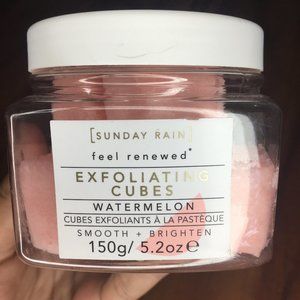 [SUNDAY RAIN]
feel renewed*
EXFOLIATING
CUBES
WATERMELON
CUBES EXFOLIANTS À LA PASTÈQUE
SMOOTH + BRIGHTEN
150g/ 5.2oz℮